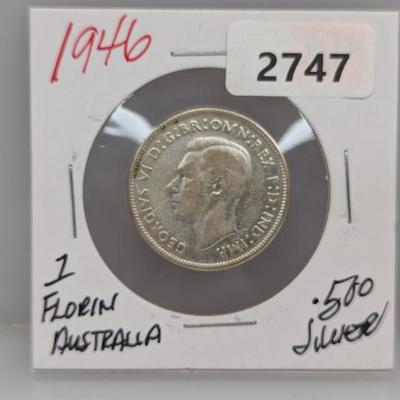 1946
2747
GEORGIVS VI D:G:BR:OMN:REX F:D:IND:IMP.
1
FLORIN
AUSTRALIA
.500
SILVER